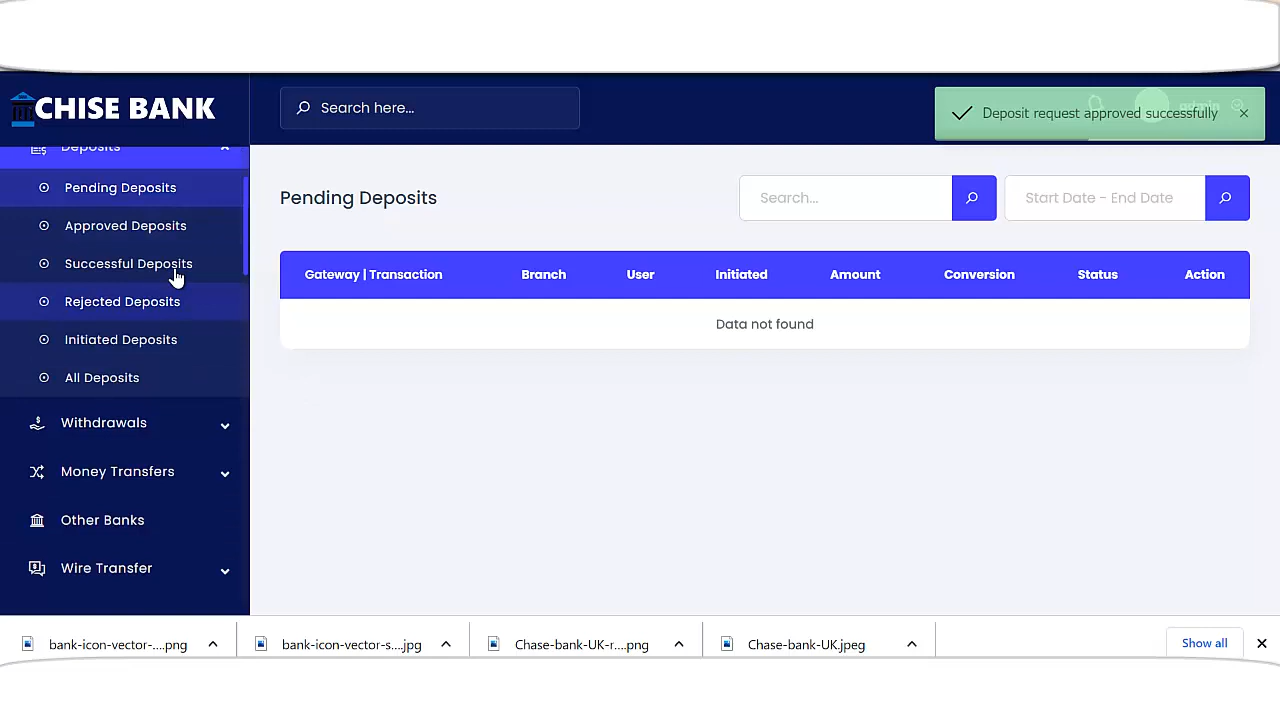 CHISE BANK
Search here...
admin
Deposit request approved successfully
Deposits
Pending Deposits
Approved Deposits
Successful Deposits
Rejected Deposits
Initiated Deposits
All Deposits
Withdrawals
Money Transfers
Other Banks
Wire Transfer
Pending Deposits
Search...
Start Date - End Date
Gateway | Transaction Branch User Initiated Amount Conversion Status Action
Data not found
bank-icon-vector-....png
bank-icon-vector-s....jpg
Chase-bank-UK-r....png
Chase-bank-UK.jpeg
Show all